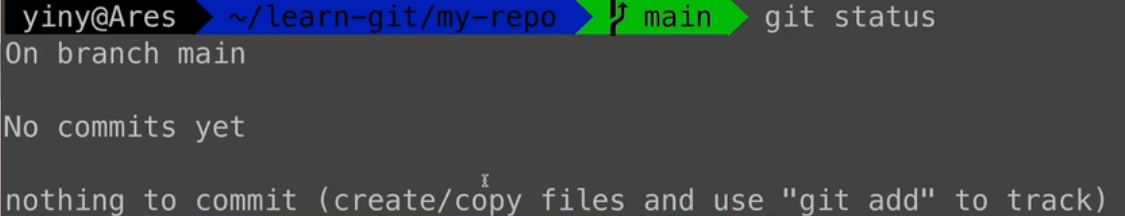 yiny@Ares ~/learn-git/my-repo main git status
On branch main
No commits yet
nothing to commit (create/copy files and use "git add" to track)